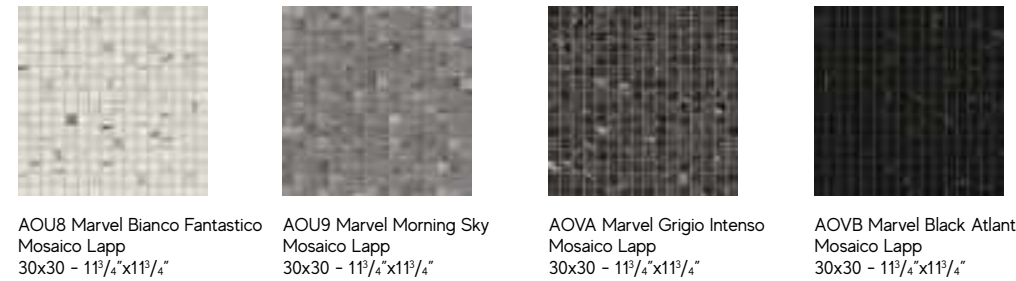 AOU8 Marvel Bianco Fantastico
Mosaico Lapp
30x30 - 11³/₄"x11³/₄"
AOU9 Marvel Morning Sky
Mosaico Lapp
30x30 - 11³/₄"x11³/₄"
AOVA Marvel Grigio Intenso
Mosaico Lapp
30x30 - 11³/₄"x11³/₄"
AOVB Marvel Black Atlant
Mosaico Lapp
30x30 - 11³/₄"x11³/₄"